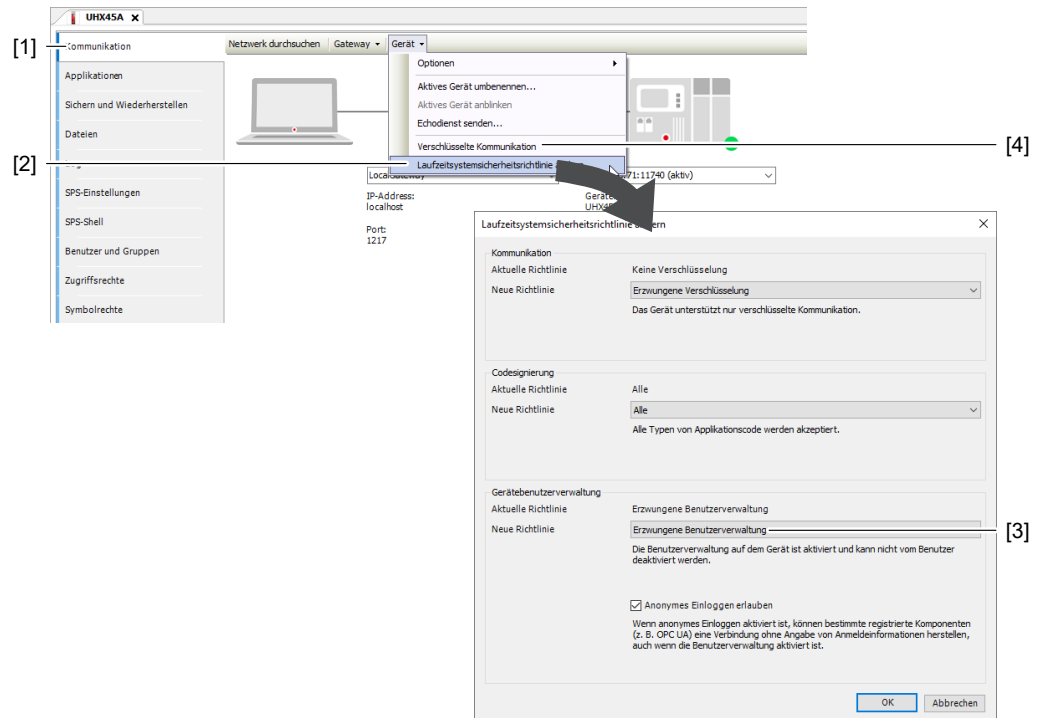 UHX45A
[1]
Kommunikation
Netzwerk durchsuchen
Gateway
Gerät
Applikationen
Sichern und Wiederherstellen
Dateien
[2]
SPS-Einstellungen
SPS-Shell
Benutzer und Gruppen
Zugriffsrechte
Symbolrechte
Optionen
Aktives Gerät umbenennen...
Aktives Gerät anblinken
Echodienst senden...
Verschlüsselte Kommunikation
[4]
Laufzeitsystemsicherheitsrichtlinie
71:11740 (aktiv)
IP-Address:
localhost
Port:
1217
Laufzeitsystemsicherheitsrichtlinie
Kommunikation
Aktuelle Richtlinie Keine Verschlüsselung
Neue Richtlinie Erzwungene Verschlüsselung
Das Gerät unterstützt nur verschlüsselte Kommunikation.
Codesignierung
Aktuelle Richtlinie Alle
Neue Richtlinie Alle
Alle Typen von Applikationscode werden akzeptiert.
Gerätebenutzerverwaltung
Aktuelle Richtlinie Erzwungene Benutzerverwaltung
Neue Richtlinie Erzwungene Benutzerverwaltung
[3]
Die Benutzerverwaltung auf dem Gerät ist aktiviert und kann nicht vom Benutzer
deaktiviert werden.
Anonymes Einloggen erlauben
Wenn anonymes Einloggen aktiviert ist, können bestimmte registrierte Komponenten
(z. B. OPC UA) eine Verbindung ohne Angabe von Anmeldeinformationen herstellen,
auch wenn die Benutzerverwaltung aktiviert ist.
OK
Abbrechen